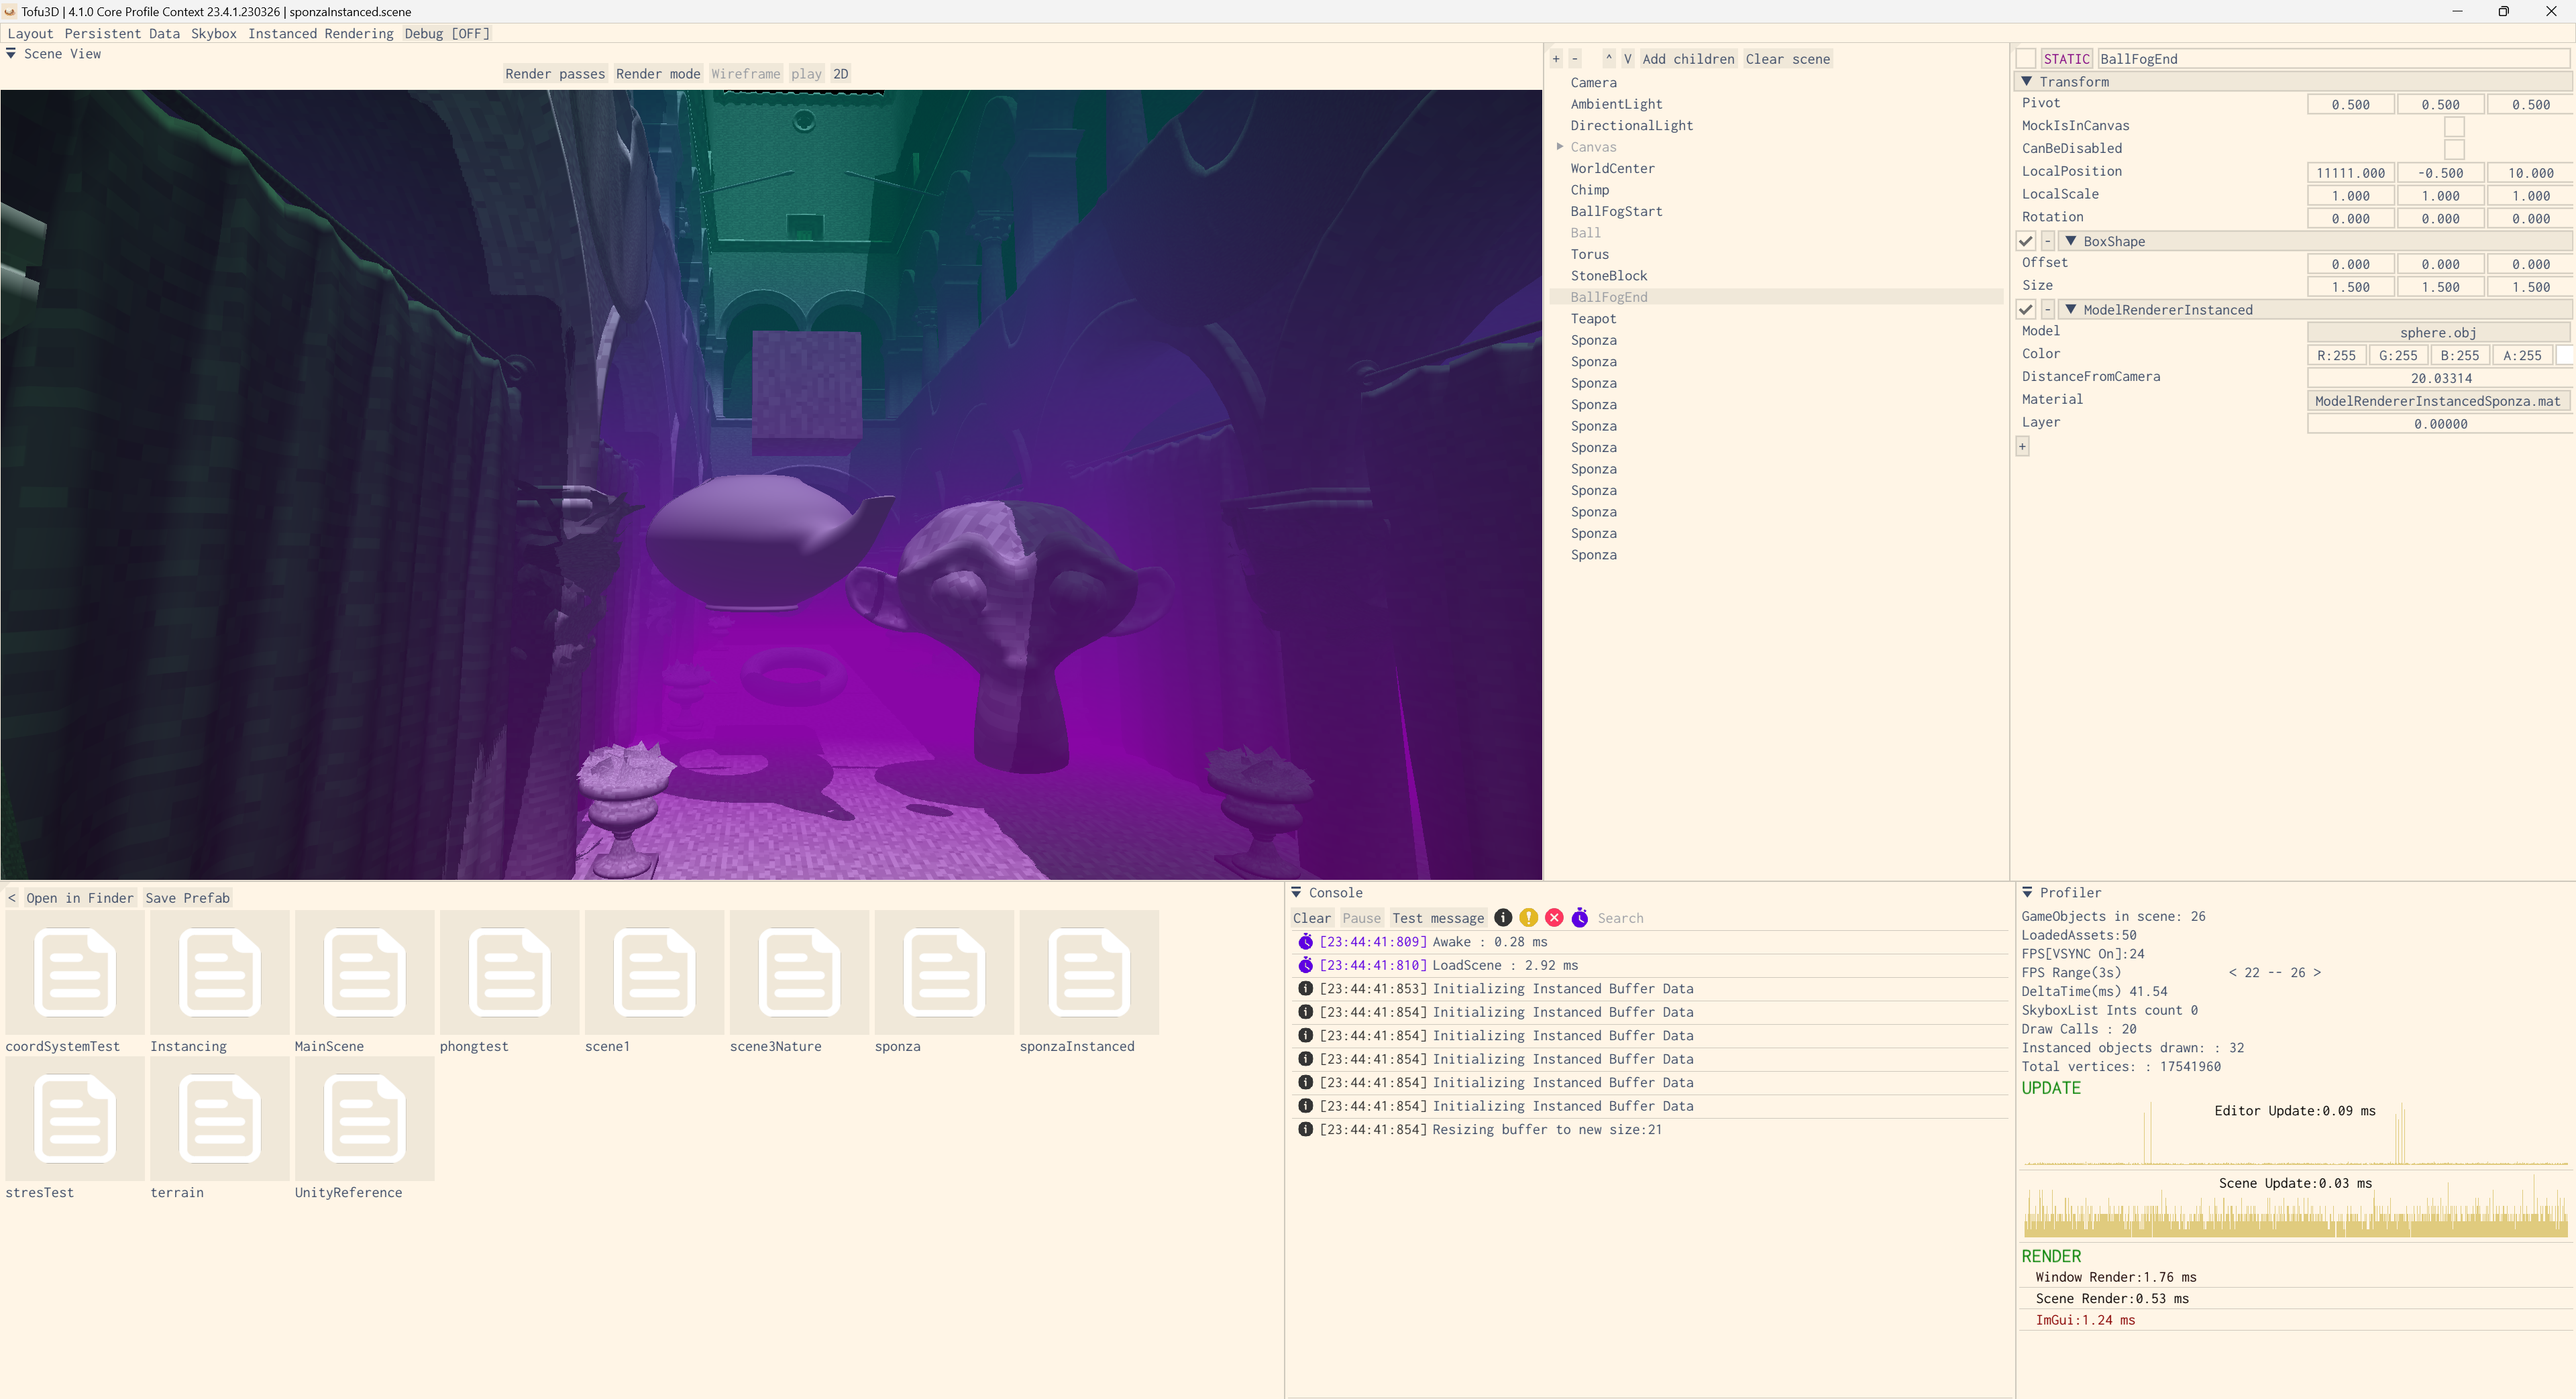 Tofu3D | 4.1.0 Core Profile Context 23.4.1.230326 | sponzaInstanced.scene
Layout Persistent Data Skybox Instanced Rendering Debug [OFF]
Scene View
Render passes Render mode Wireframe play 2D
+ - ^ V Add children Clear scene
Camera
AmbientLight
DirectionalLight
Canvas
WorldCenter
Chimp
BallFogStart
Ball
Torus
StoneBlock
BallFogEnd
Teapot
Sponza
Sponza
Sponza
Sponza
Sponza
Sponza
Sponza
Sponza
Sponza
Sponza
Sponza
STATIC BallFogEnd
Transform
Pivot 0.500 0.500 0.500
MockIsInCanvas
CanBeDisabled
LocalPosition 11111.000 -0.500 10.000
LocalScale 1.000 1.000 1.000
Rotation 0.000 0.000 0.000
- BoxShape
Offset 0.000 0.000 0.000
Size 1.500 1.500 1.500
- ModelRendererInstanced
Model sphere.obj
Color R:255 G:255 B:255 A:255
DistanceFromCamera 20.03314
Material ModelRendererInstancedSponza.mat
Layer 0.00000
+
< Open in Finder Save Prefab
coordSystemTest Instancing MainScene phongtest scene1 scene3Nature sponza sponzaInstanced
stresTest terrain UnityReference
Console
Clear Pause Test message Search
[23:44:41:809] Awake : 0.28 ms
[23:44:41:810] LoadScene : 2.92 ms
[23:44:41:853] Initializing Instanced Buffer Data
[23:44:41:854] Initializing Instanced Buffer Data
[23:44:41:854] Initializing Instanced Buffer Data
[23:44:41:854] Initializing Instanced Buffer Data
[23:44:41:854] Initializing Instanced Buffer Data
[23:44:41:854] Initializing Instanced Buffer Data
[23:44:41:854] Resizing buffer to new size:21
Profiler
GameObjects in scene: 26
LoadedAssets:50
FPS[VSYNC On]:24
FPS Range(3s) < 22 -- 26 >
DeltaTime(ms) 41.54
SkyboxList Ints count 0
Draw Calls : 20
Instanced objects drawn: : 32
Total vertices: : 17541960
UPDATE
Editor Update:0.09 ms
Scene Update:0.03 ms
RENDER
Window Render:1.76 ms
Scene Render:0.53 ms
ImGui:1.24 ms